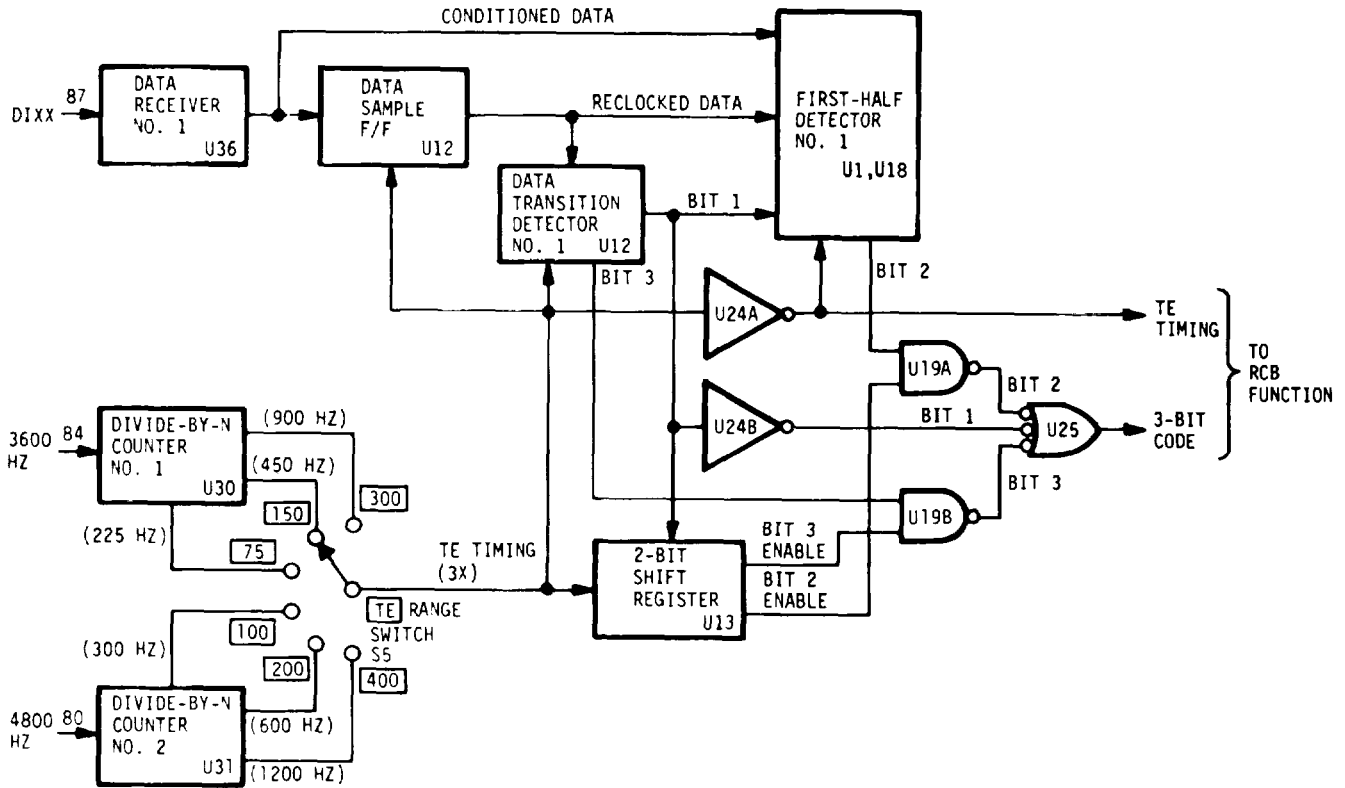 CONDITIONED DATA
DIXX
87
DATA
RECEIVER
NO. 1
U36
DATA
SAMPLE
F/F
U12
RECLOCKED DATA
FIRST-HALF
DETECTOR
NO. 1
U1,U18
DATA
TRANSITION
DETECTOR
NO. 1 U12
BIT 1
BIT 3
BIT 2
U24A
TE
TIMING
TO
RCB
FUNCTION
U19A
BIT 2
U24B
BIT 1
U25
3-BIT
CODE
BIT 3
U19B
3600
HZ
84
DIVIDE-BY-N
COUNTER
NO. 1
U30
(900 HZ)
(450 HZ)
(225 HZ)
300
150
75
100
200
400
TE TIMING
(3X)
TE RANGE
SWITCH
S5
2-BIT
SHIFT
REGISTER
U13
BIT 3
ENABLE
BIT 2
ENABLE
(300 HZ)
4800
HZ
80
DIVIDE-BY-N
COUNTER
NO. 2
U31
(600 HZ)
(1200 HZ)